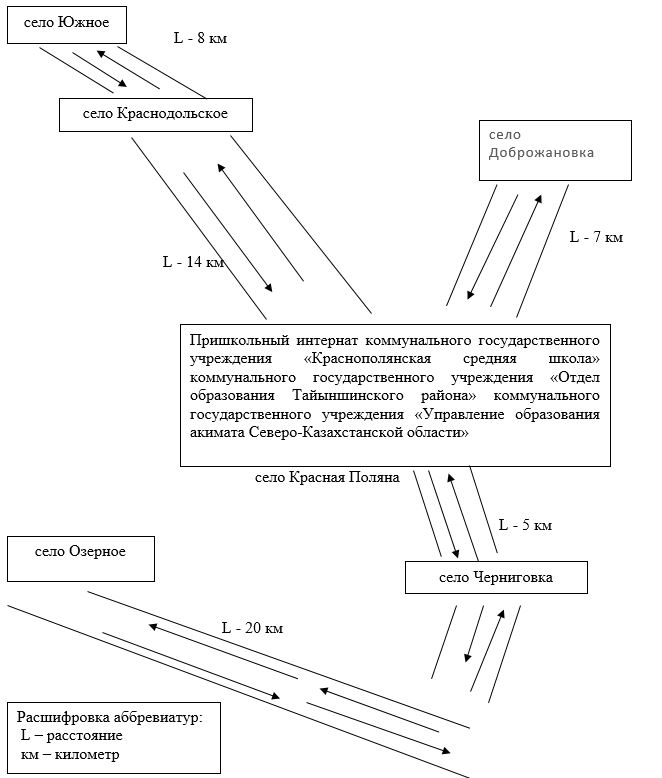 село Южное
L - 8 км
село Краснодольское
село
Доброжановка
L - 7 км
L - 14 км
Пришкольный интернат коммунального государственного
учреждения «Краснополянская средняя школа»
коммунального государственного учреждения «Отдел
образования Тайыншинского района» коммунального
государственного учреждения «Управление образования
акимата Северо-Казахстанской области»
село Красная Поляна
L - 5 км
село Озерное
село Черниговка
L - 20 км
Расшифровка аббревиатур:
L – расстояние
км – километр